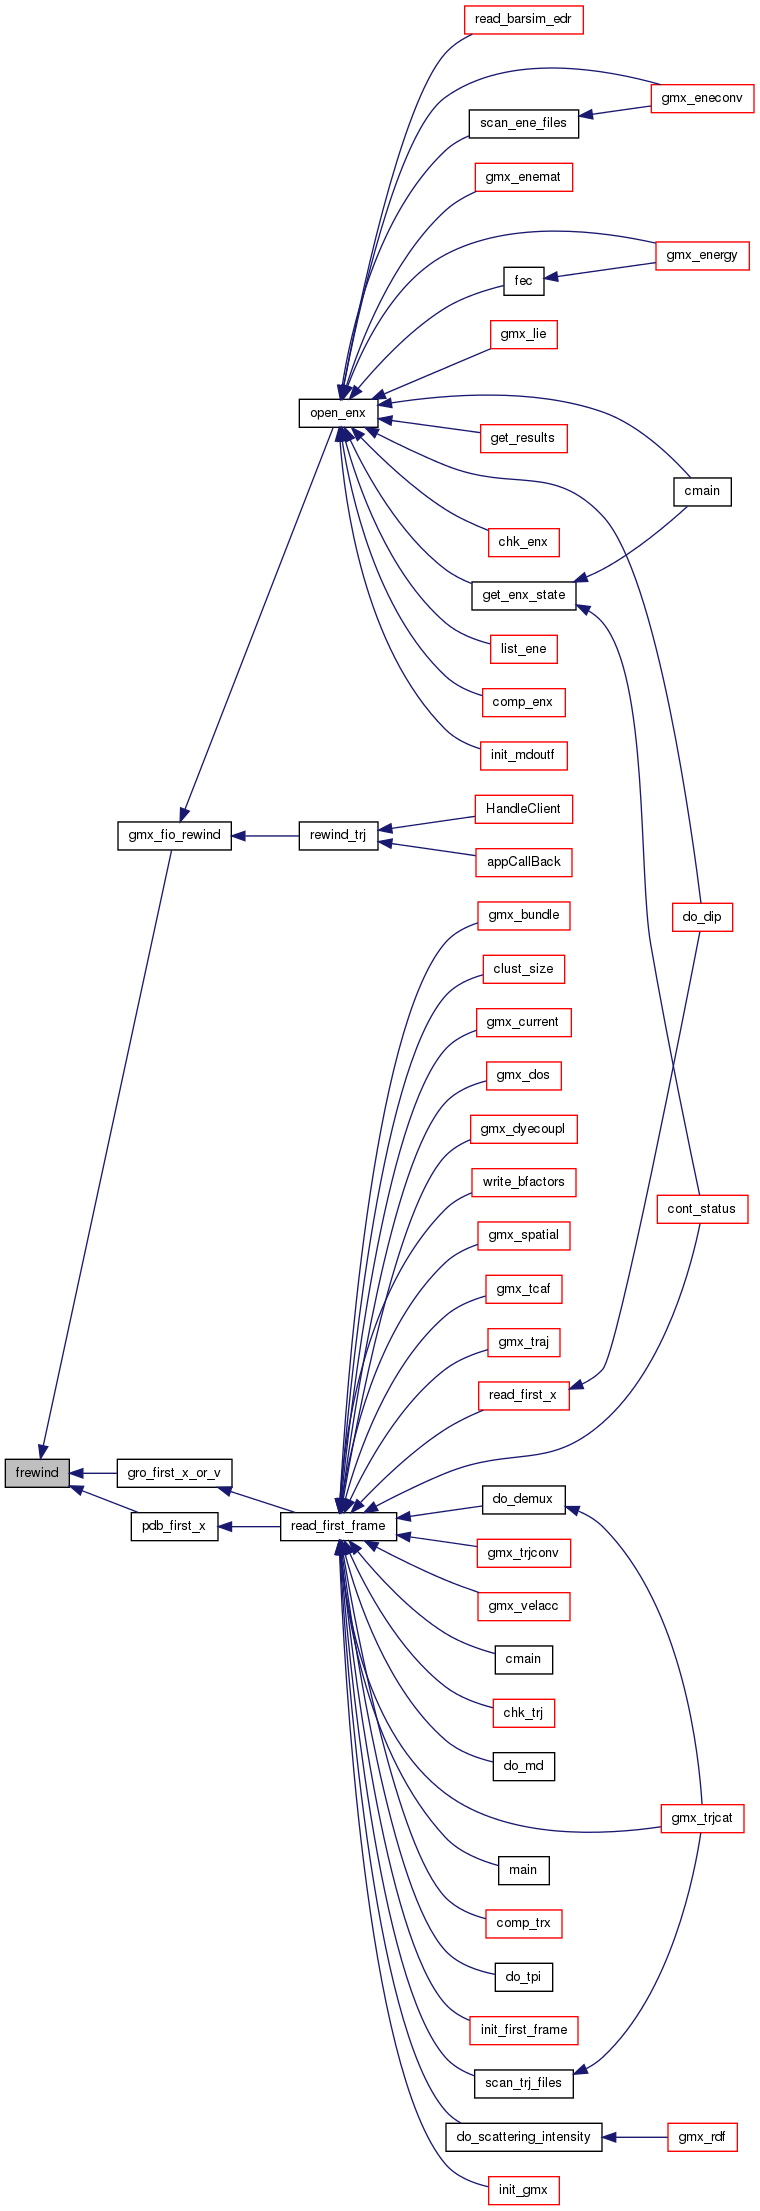 read_barsim_edr
gmx_eneconv
scan_ene_files
gmx_enemat
gmx_energy
fec
gmx_lie
open_enx
get_results
cmain
chk_enx
get_enx_state
list_ene
comp_enx
init_mdoutf
HandleClient
gmx_fio_rewind
rewind_trj
appCallBack
gmx_bundle
do_dip
clust_size
gmx_current
gmx_dos
gmx_dyecoupl
write_bfactors
cont_status
gmx_spatial
gmx_tcaf
gmx_traj
read_first_x
frewind
gro_first_x_or_v
do_demux
pdb_first_x
read_first_frame
gmx_trjconv
gmx_velacc
cmain
chk_trj
do_md
gmx_trjcat
main
comp_trx
do_tpi
init_first_frame
scan_trj_files
do_scattering_intensity
gmx_rdf
init_gmx